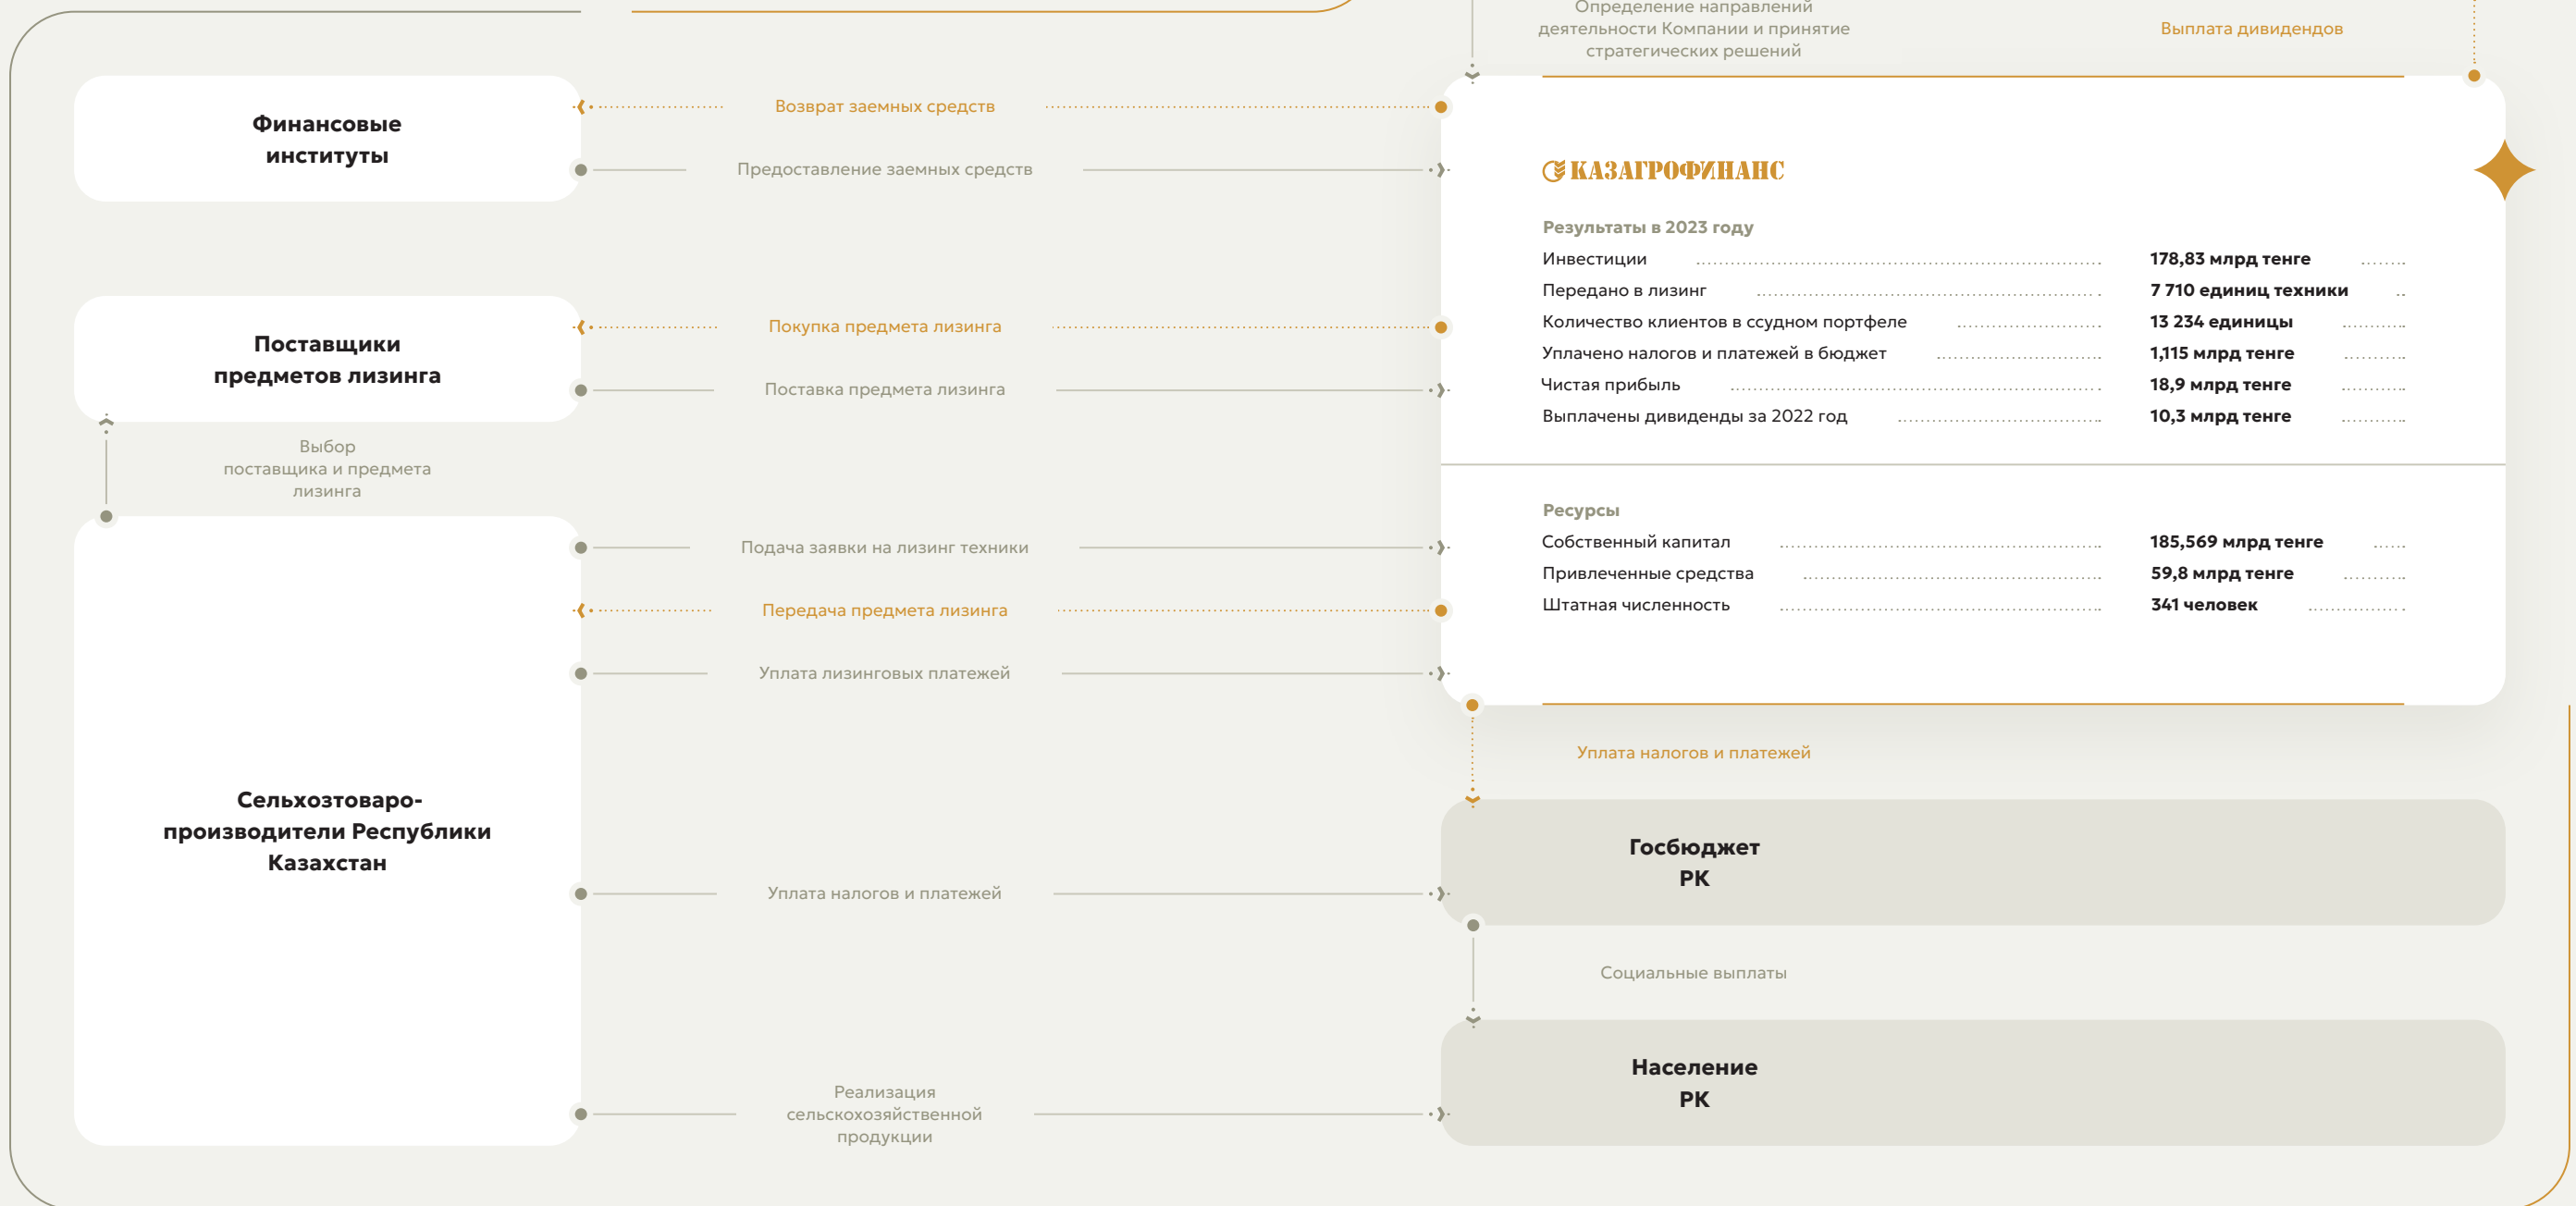 Определение направлений
деятельности Компании и принятие
стратегических решений
Выплата дивидендов
Финансовые
институты
Возврат заемных средств
Предоставление заемных средств
КАЗАГРОФИНАНС
Результаты в 2023 году
Инвестиции 178,83 млрд тенге
Передано в лизинг 7 710 единиц техники
Количество клиентов в ссудном портфеле 13 234 единицы
Уплачено налогов и платежей в бюджет 1,115 млрд тенге
Чистая прибыль 18,9 млрд тенге
Выплачены дивиденды за 2022 год 10,3 млрд тенге
Поставщики
предметов лизинга
Покупка предмета лизинга
Поставка предмета лизинга
Выбор
поставщика и предмета
лизинга
Ресурсы
Собственный капитал 185,569 млрд тенге
Привлеченные средства 59,8 млрд тенге
Штатная численность 341 человек
Подача заявки на лизинг техники
Передача предмета лизинга
Уплата лизинговых платежей
Сельхозтоваро-
производители Республики
Казахстан
Уплата налогов и платежей
Госбюджет
РК
Уплата налогов и платежей
Социальные выплаты
Население
РК
Реализация
сельскохозяйственной
продукции